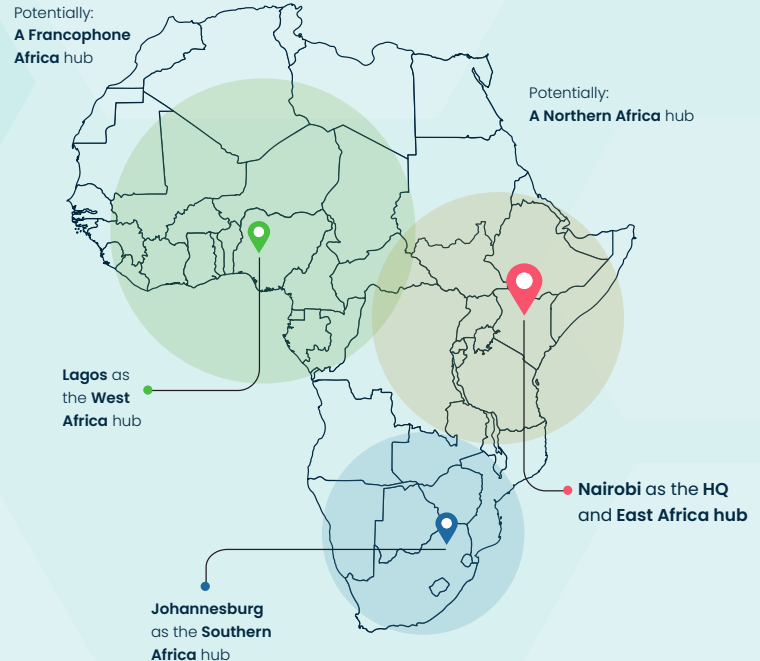 Potentially:
A Francophone
Africa hub
Potentially:
A Northern Africa hub
Lagos as
the West
Africa hub
Nairobi as the HQ
and East Africa hub
Johannesburg
as the Southern
Africa hub